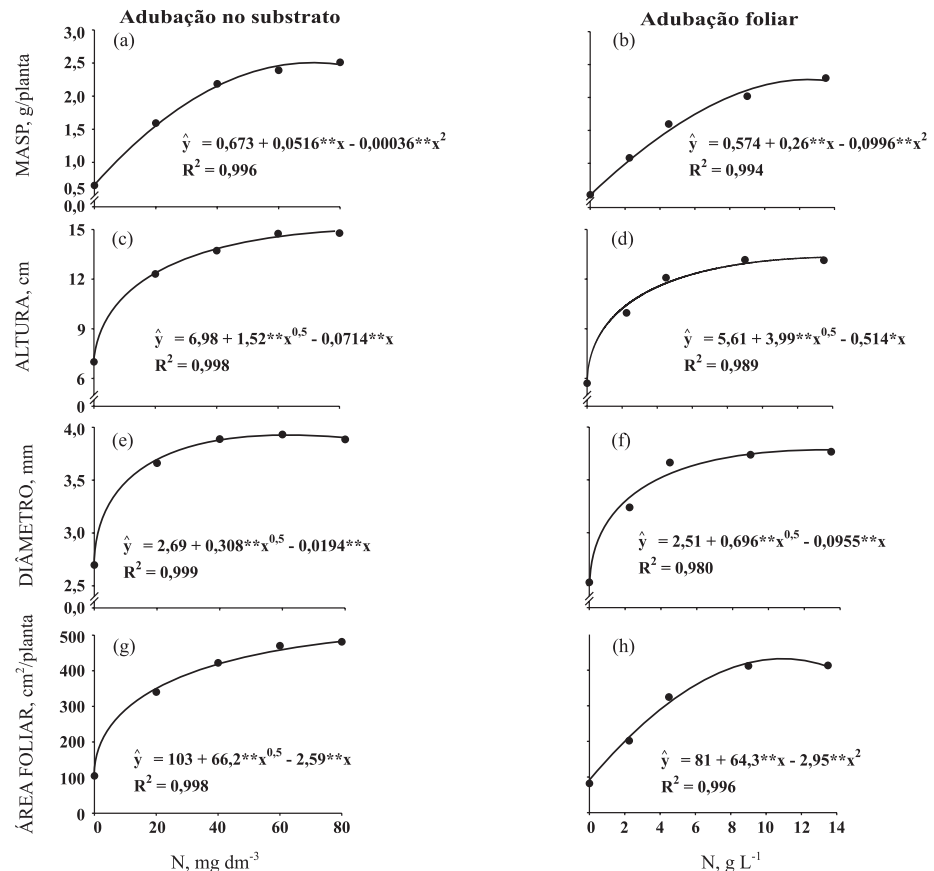 Adubação no substrato
Adubação foliar
MASP, g/planta
3,0
2,5
2,0
1,5
1,0
0,5
0,0
(a)
ŷ = 0,673 + 0,0516**x - 0,00036**x²
R² = 0,996
(b)
ŷ = 0,574 + 0,26**x - 0,0996**x²
R² = 0,994
ALTURA, cm
15
12
9
6
0
(c)
ŷ = 6,98 + 1,52**x^0,5 - 0,0714**x
R² = 0,998
(d)
ŷ = 5,61 + 3,99**x^0,5 - 0,514*x
R² = 0,989
DIÂMETRO, mm
4,0
3,5
3,0
2,5
0,0
(e)
ŷ = 2,69 + 0,308**x^0,5 - 0,0194**x
R² = 0,999
(f)
ŷ = 2,51 + 0,696**x^0,5 - 0,0955**x
R² = 0,980
ÁREA FOLIAR, cm²/planta
500
400
300
200
100
0
(g)
ŷ = 103 + 66,2**x^0,5 - 2,59**x
R² = 0,998
(h)
ŷ = 81 + 64,3**x - 2,95**x²
R² = 0,996
0 20 40 60 80
0 2 4 6 8 10 12 14
N, mg dm⁻³
N, g L⁻¹